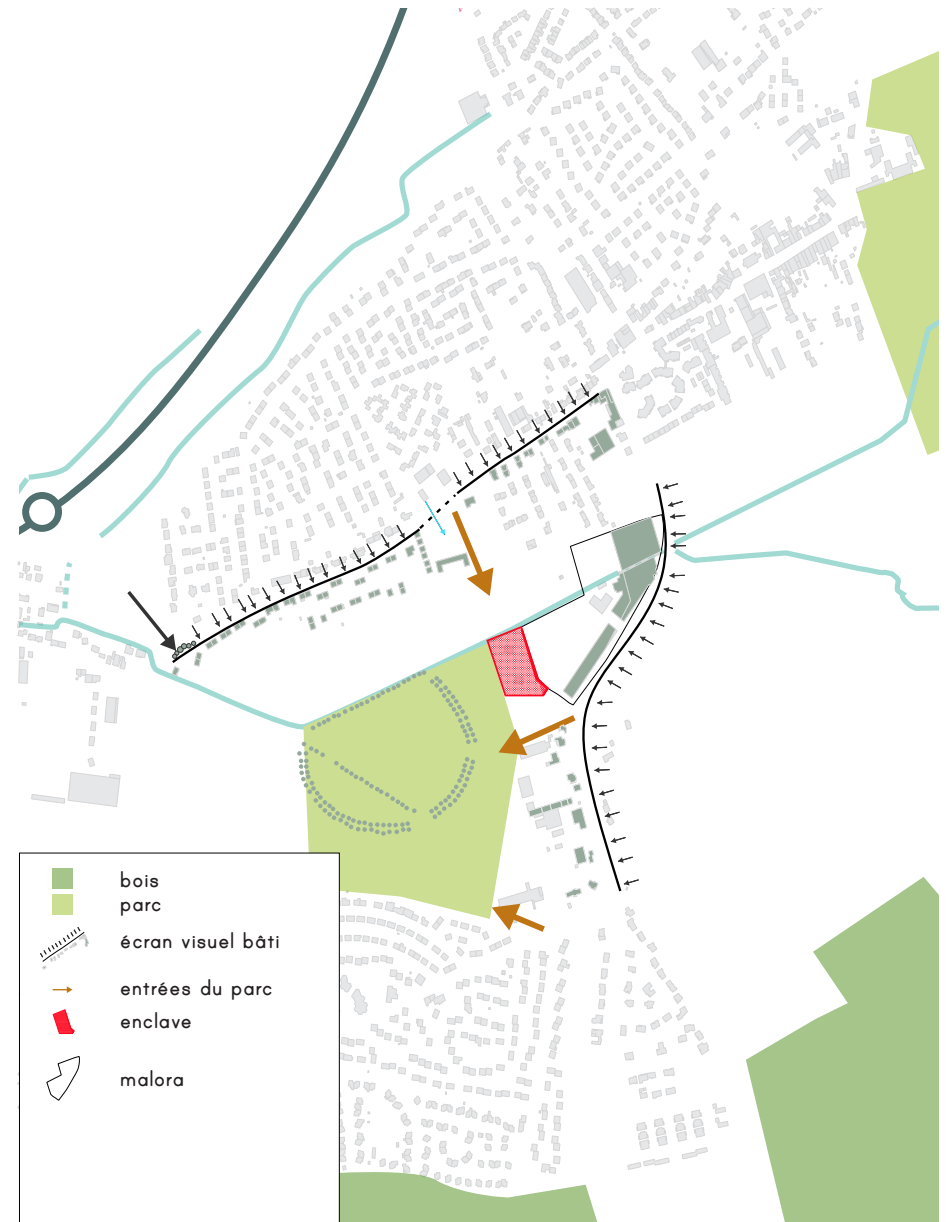 bois
parc
écran visuel bâti
entrées du parc
enclave
malora